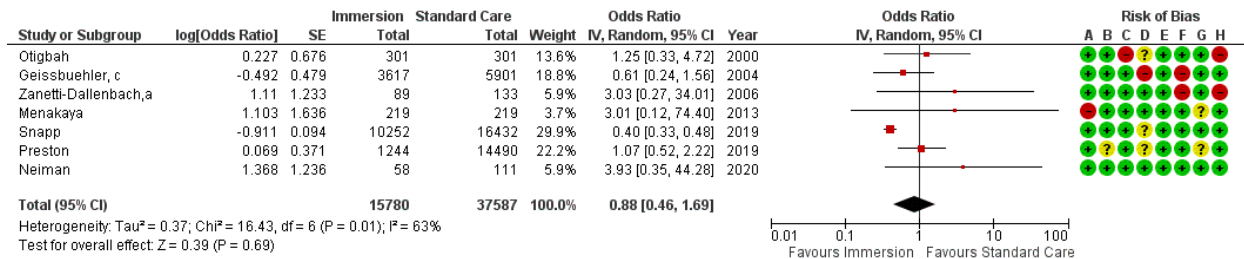 Immersion Standard Care Odds Ratio Odds Ratio Risk of Bias
Study or Subgroup log[Odds Ratio] SE Total Total Weight IV, Random, 95% CI Year IV, Random, 95% CI A B C D E F G H
Otigbah 0.227 0.676 301 301 13.6% 1.25 [0.33, 4.72] 2000 + + - ? + + + -
Geissbuehler, c -0.492 0.479 3617 5901 18.8% 0.61 [0.24, 1.56] 2004 + + + - + - + +
Zanetti-Dallenbach,a 1.11 1.233 89 133 5.9% 3.03 [0.27, 34.01] 2006 + + + + + - + -
Menakaya 1.103 1.636 219 219 3.7% 3.01 [0.12, 74.40] 2013 - + + + + + ? +
Snapp -0.911 0.094 10252 16432 29.9% 0.40 [0.33, 0.48] 2019 + + + ? + + + +
Preston 0.069 0.371 1244 14490 22.2% 1.07 [0.52, 2.22] 2019 + ? + ? + + ? +
Neiman 1.368 1.236 58 111 5.9% 3.93 [0.35, 44.28] 2020 + + + + + + + +
Total (95% CI) 15780 37587 100.0% 0.88 [0.46, 1.69]
Heterogeneity: Tau² = 0.37; Chi² = 16.43, df = 6 (P = 0.01); I² = 63%
Test for overall effect: Z = 0.39 (P = 0.69)
0.01 0.1 1 10 100
Favours Immersion Favours Standard Care